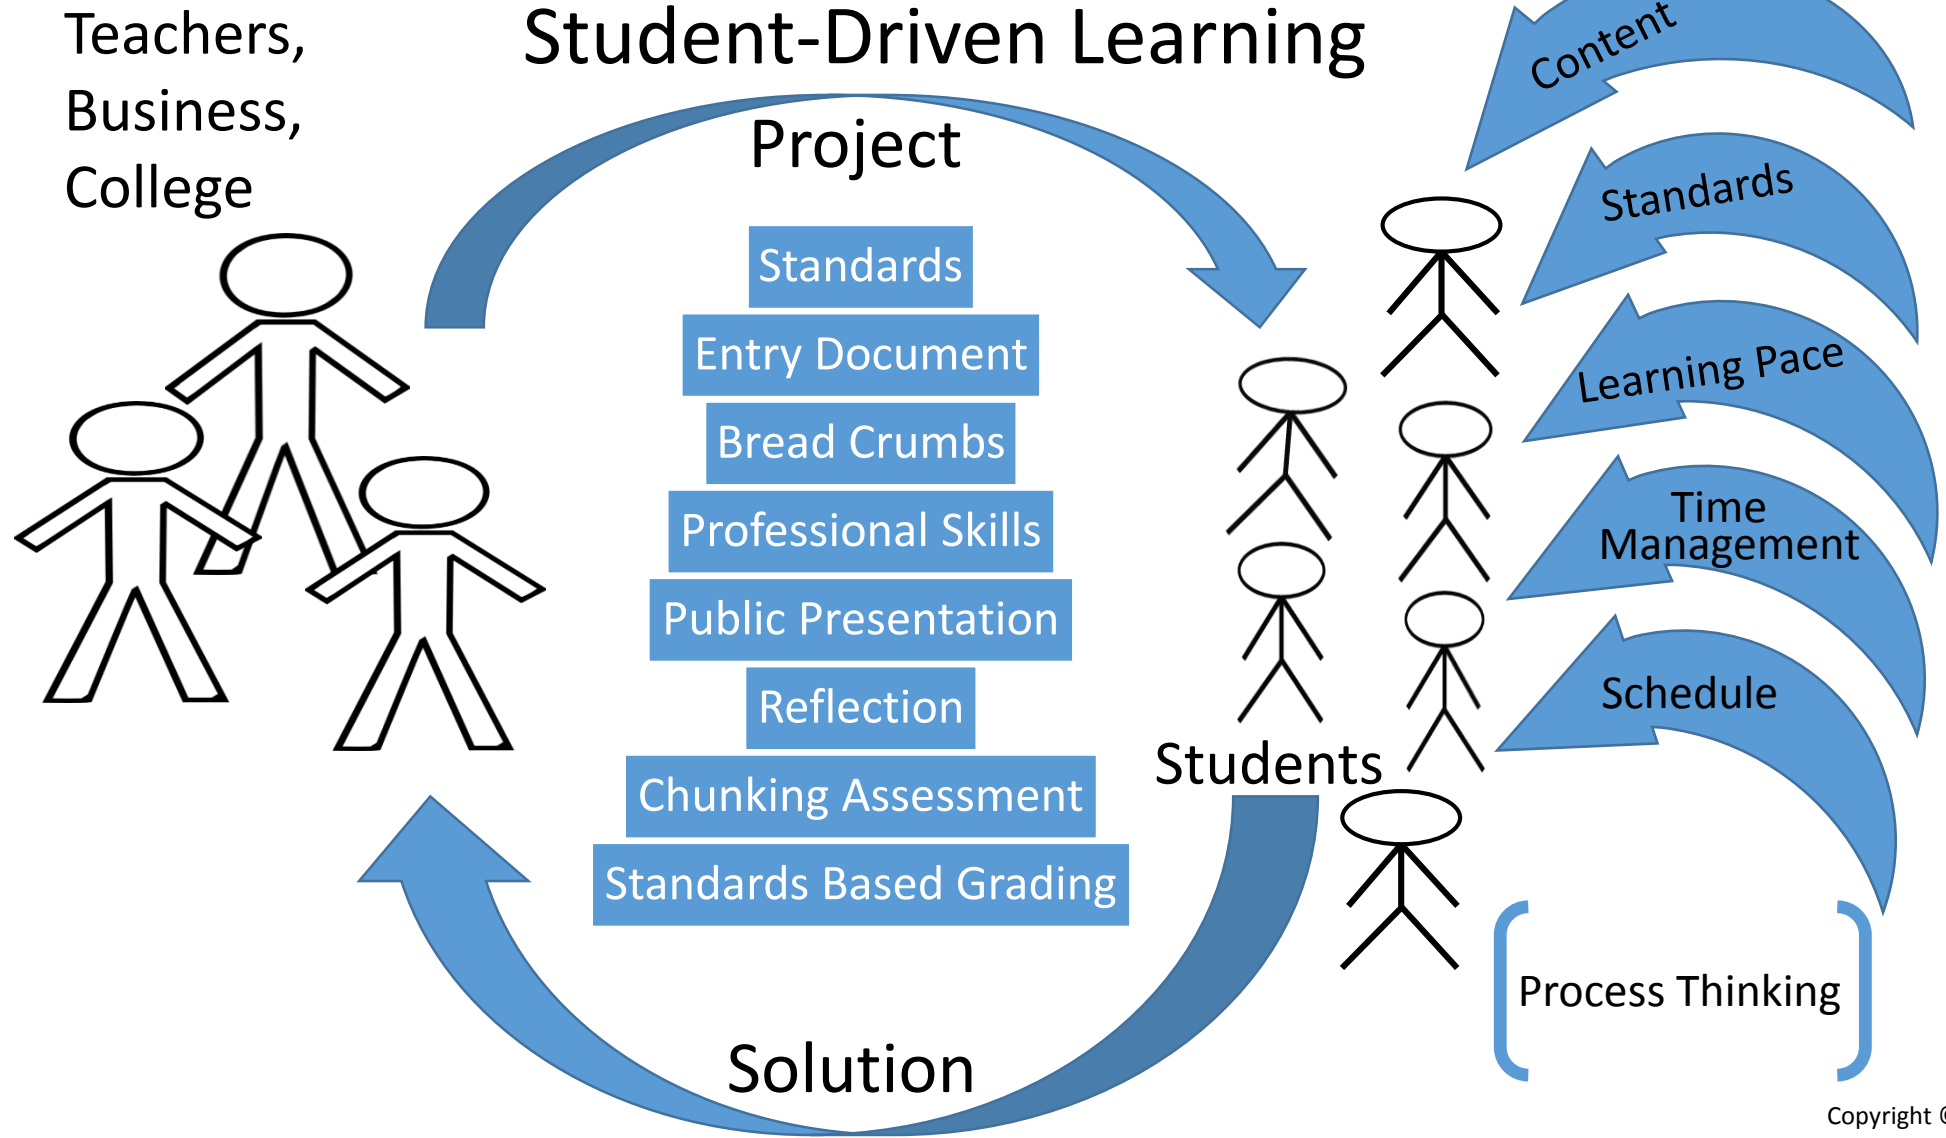 Student-Driven Learning
Teachers,
Business,
College
Project
Standards
Entry Document
Bread Crumbs
Professional Skills
Public Presentation
Reflection
Chunking Assessment
Standards Based Grading
Solution
Students
Content
Standards
Learning Pace
Time
Management
Schedule
Process Thinking
Copyright ©